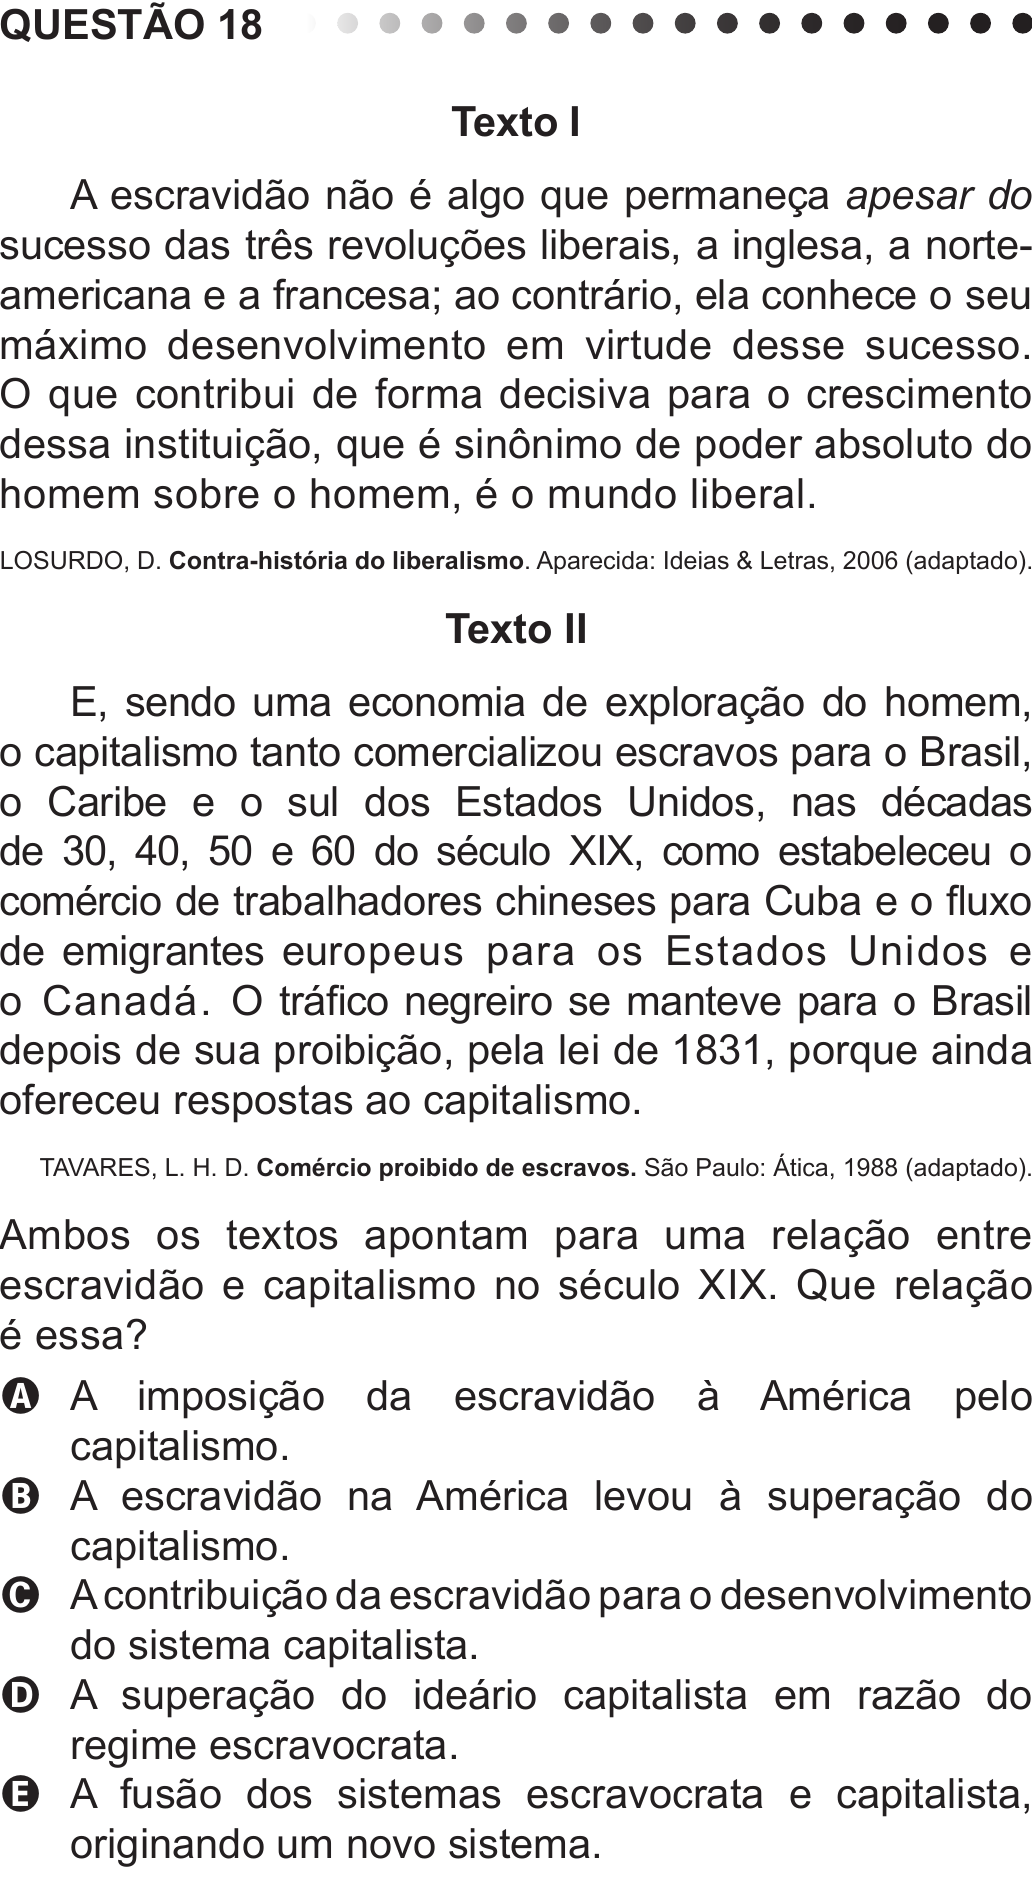 QUESTÃO 18
Texto I
A escravidão não é algo que permaneça apesar do
sucesso das três revoluções liberais, a inglesa, a norte-
americana e a francesa; ao contrário, ela conhece o seu
máximo desenvolvimento em virtude desse sucesso.
O que contribui de forma decisiva para o crescimento
dessa instituição, que é sinônimo de poder absoluto do
homem sobre o homem, é o mundo liberal.
LOSURDO, D. Contra-história do liberalismo. Aparecida: Ideias & Letras, 2006 (adaptado).
Texto II
E, sendo uma economia de exploração do homem,
o capitalismo tanto comercializou escravos para o Brasil,
o Caribe e o sul dos Estados Unidos, nas décadas
de 30, 40, 50 e 60 do século XIX, como estabeleceu o
comércio de trabalhadores chineses para Cuba e o fluxo
de emigrantes europeus para os Estados Unidos e
o Canadá. O tráfico negreiro se manteve para o Brasil
depois de sua proibição, pela lei de 1831, porque ainda
ofereceu respostas ao capitalismo.
TAVARES, L. H. D. Comércio proibido de escravos. São Paulo: Ática, 1988 (adaptado).
Ambos os textos apontam para uma relação entre
escravidão e capitalismo no século XIX. Que relação
é essa?
A A imposição da escravidão à América pelo
capitalismo.
B A escravidão na América levou à superação do
capitalismo.
C A contribuição da escravidão para o desenvolvimento
do sistema capitalista.
D A superação do ideário capitalista em razão do
regime escravocrata.
E A fusão dos sistemas escravocrata e capitalista,
originando um novo sistema.